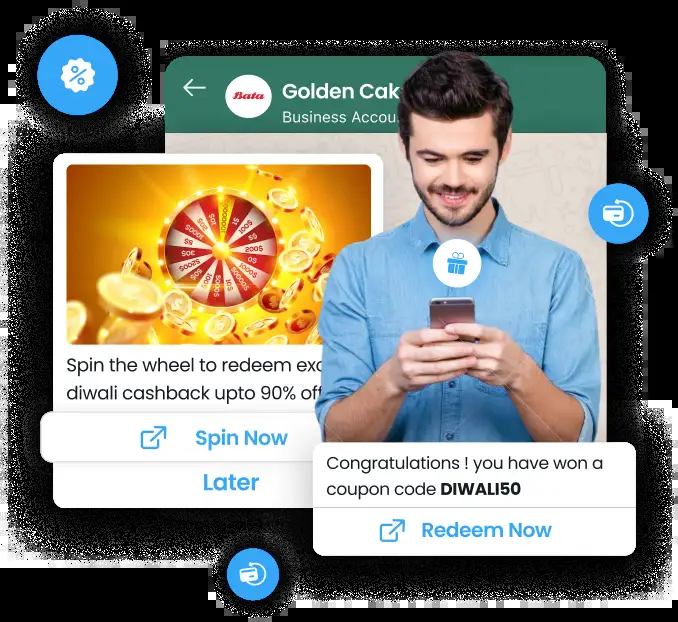 Bata
Golden Cak
Business Accou
Spin the wheel to redeem exc
diwali cashback upto 90% off
Spin Now
Later
Congratulations ! you have won a
coupon code DIWALI50
Redeem Now